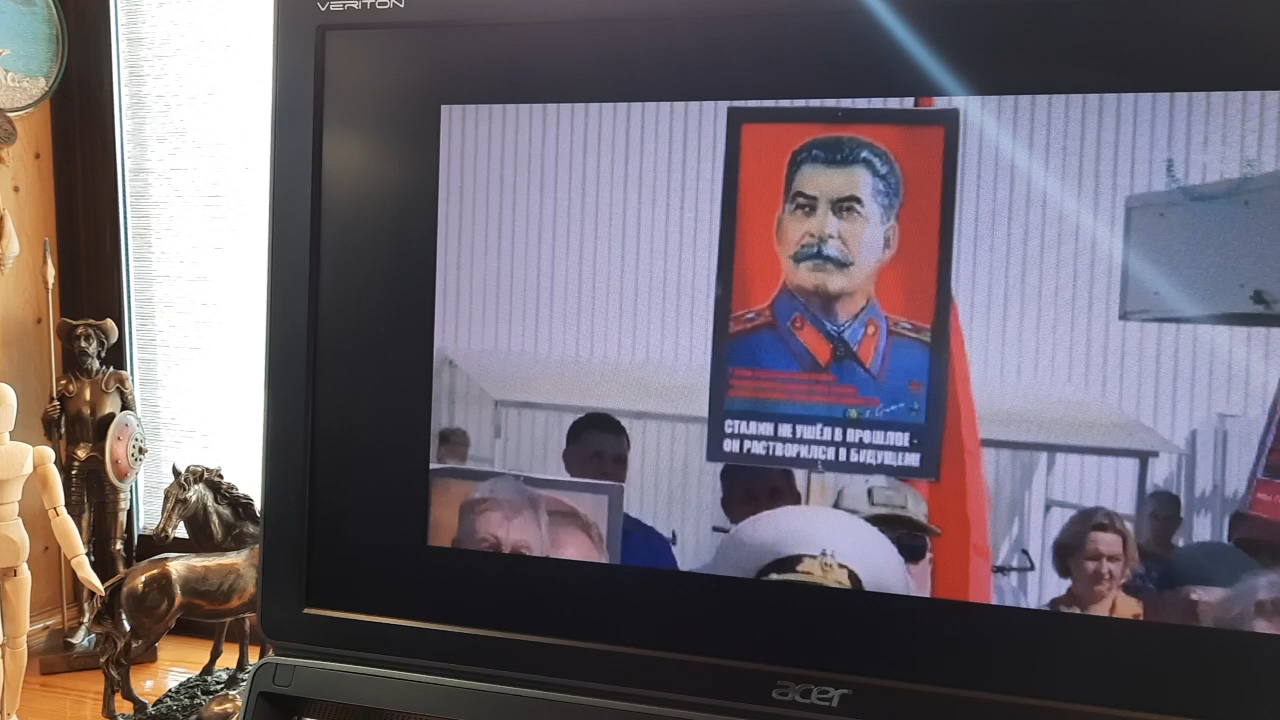 VERITON
СТАЛИН НЕ УШЁЛ В ПРОШЛОЕ -
ОН РАСТВОРИЛСЯ В БУДУЩЕМ!
acer